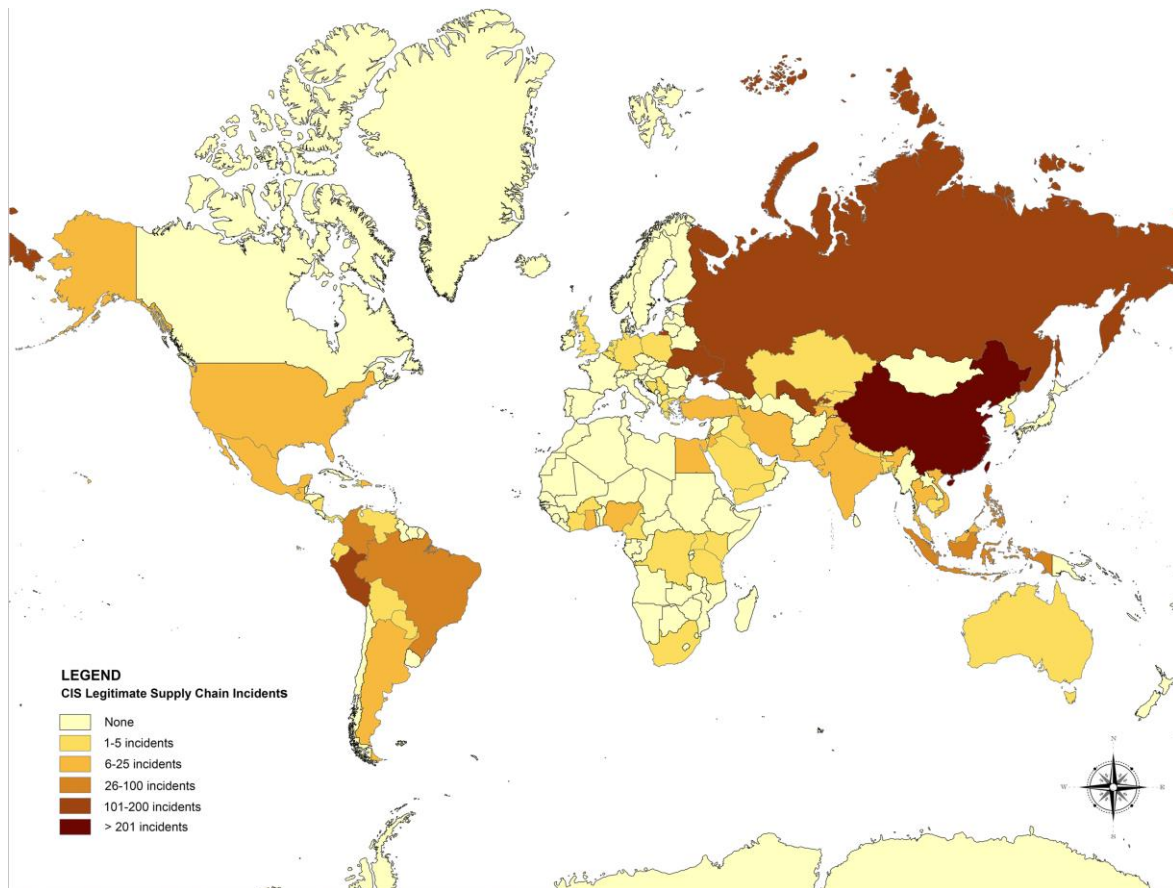 LEGEND
CIS Legitimate Supply Chain Incidents
None
1-5 incidents
6-25 incidents
26-100 incidents
101-200 incidents
> 201 incidents
N
W
E
S